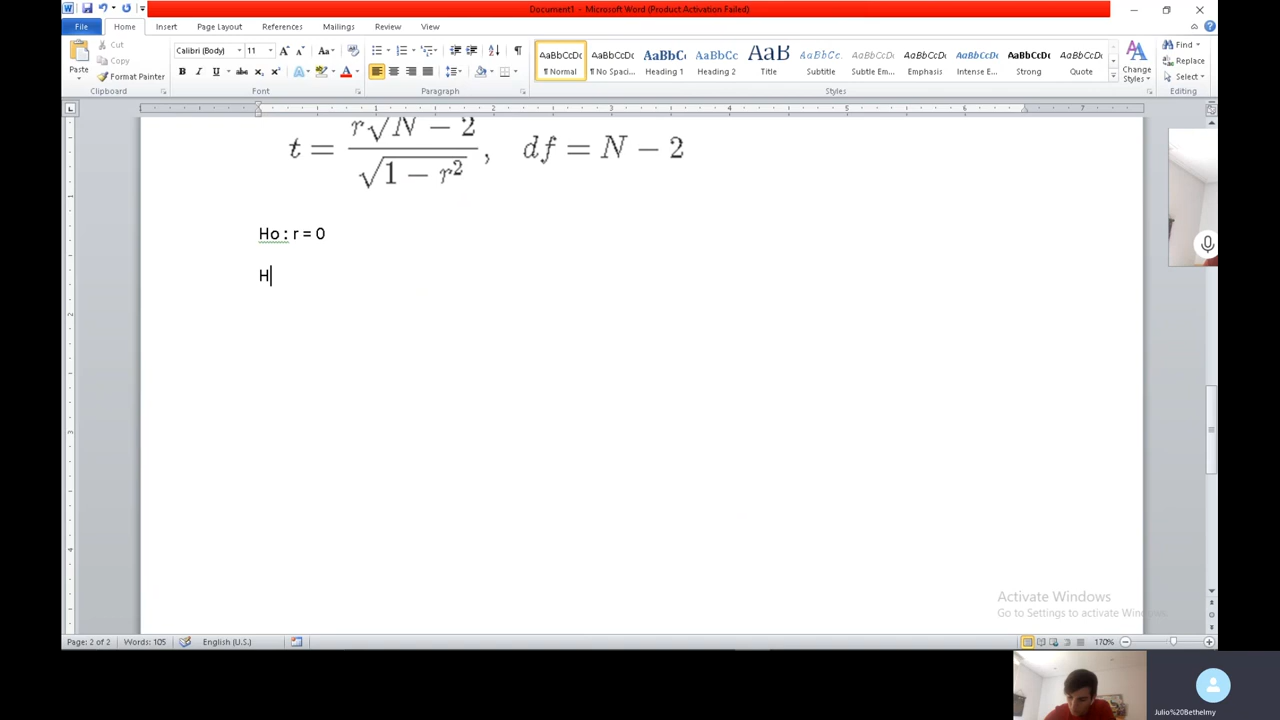 Document1 - Microsoft Word (Product Activation Failed)
File Home Insert Page Layout References Mailings Review View
Paste
Cut
Copy
Format Painter
Clipboard
Calibri (Body) 11
Font
Paragraph
AaBbCcDc AaBbCcDc AaBbC AaBbCc AaB AaBbCc. AaBbCcDc AaBbCcDc AaBbCcDc AaBbCcDc AaBbCcDc
¶ Normal ¶ No Spaci... Heading 1 Heading 2 Title Subtitle Subtle Em... Emphasis Intense E... Strong Quote
Styles
Change Styles
Find
Replace
Select
Editing
t = r√N − 2 / √1 − r², df = N − 2
Ho : r = 0
H
Activate Windows
Go to Settings to activate Windows.
Page: 2 of 2 Words: 105 English (U.S.) 170%
Julio%20Bethelmy